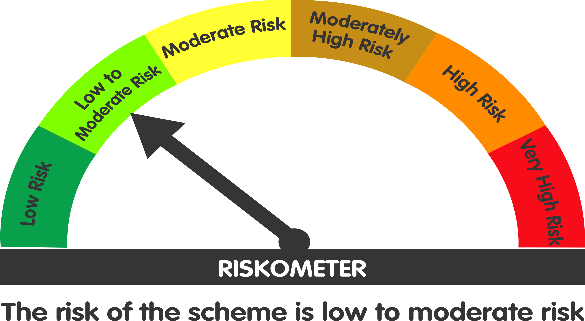 Low Risk
Low to
Moderate Risk
Moderate Risk
Moderately
High Risk
High Risk
Very High Risk
RISKOMETER
The risk of the scheme is low to moderate risk